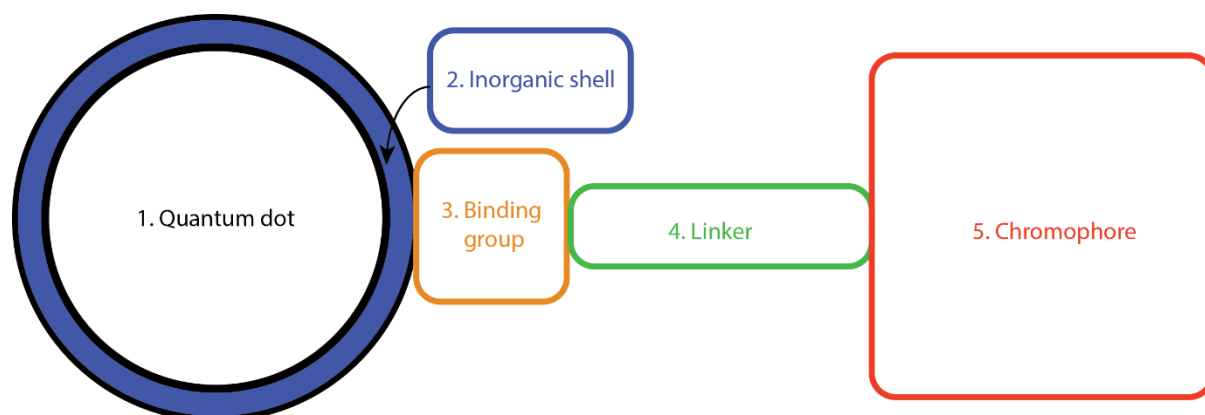 1. Quantum dot
2. Inorganic shell
3. Binding
group
4. Linker
5. Chromophore